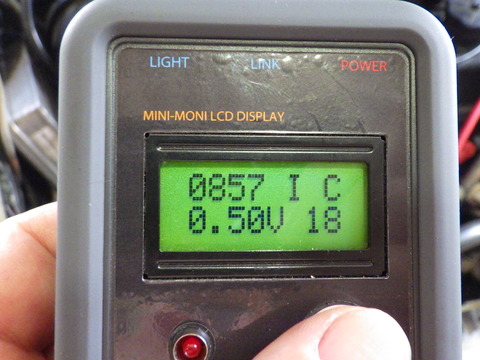 LIGHT LINK POWER
MINI-MONI LCD DISPLAY
0857 I C
0.50V 18